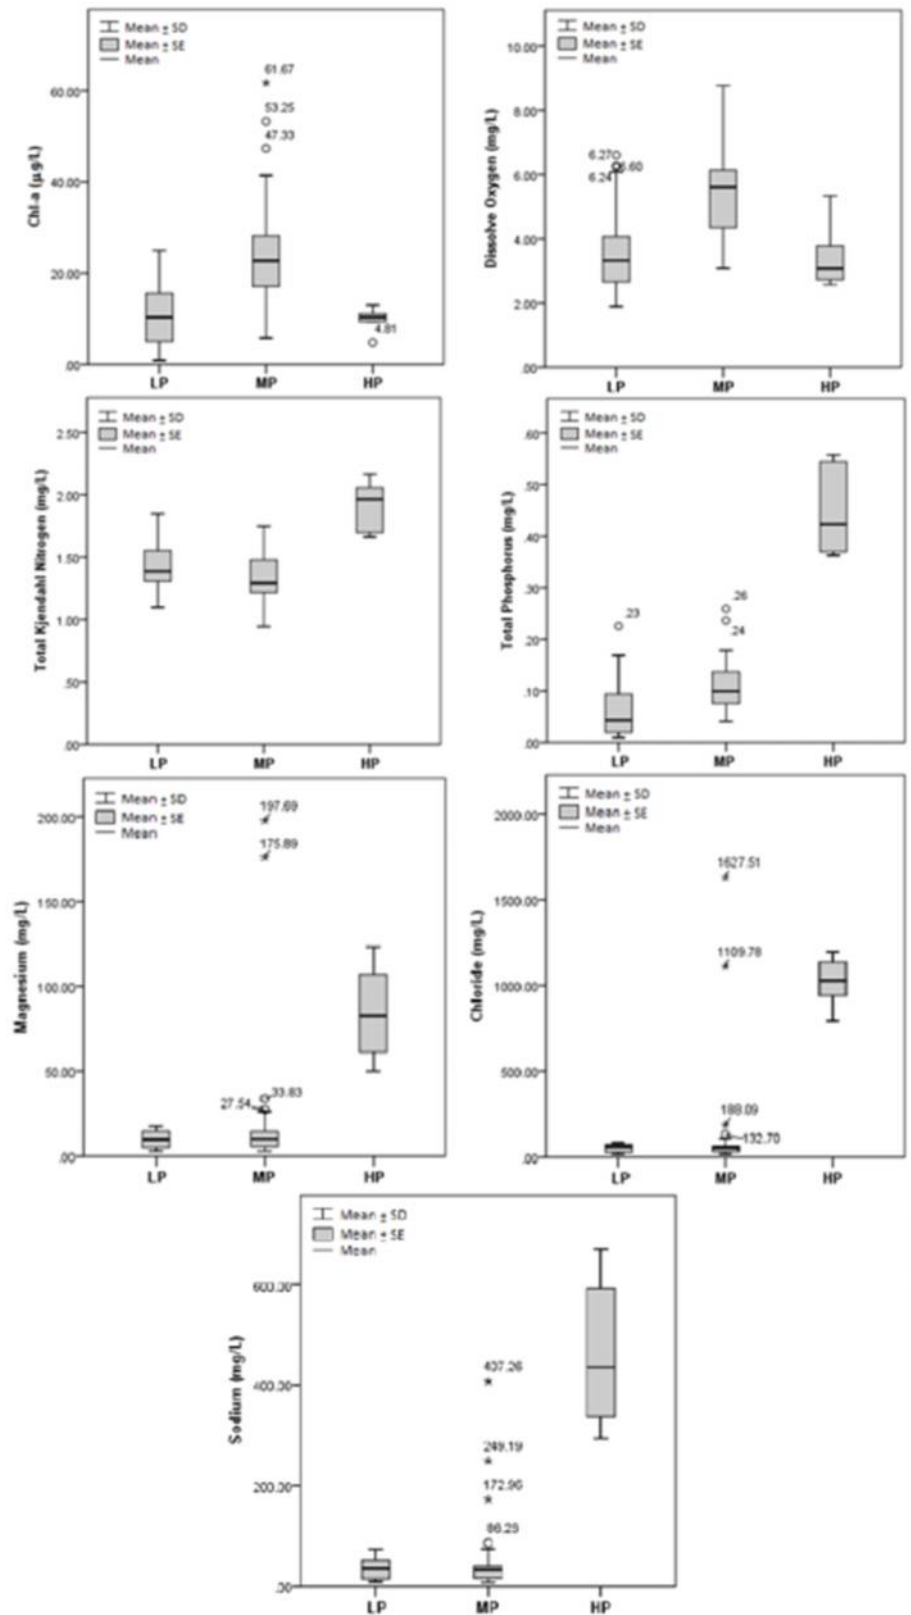 Mean ± SD
Mean ± SE
Mean
Chl-a (µg/L)
60.00
40.00
20.00
.00
61.67
53.25
47.33
4.81
LP MP HP
Mean ± SD
Mean ± SE
Mean
Dissolve Oxygen (mg/L)
10.00
8.00
6.00
4.00
2.00
.00
6.27
6.60
6.24
LP MP HP
Mean ± SD
Mean ± SE
Mean
Total Kjendahl Nitrogen (mg/L)
2.50
2.00
1.50
1.00
.50
.00
LP MP HP
Mean ± SD
Mean ± SE
Mean
Total Phosphorus (mg/L)
.60
.50
.40
.30
.20
.10
.00
.23
.26
.24
LP MP HP
Mean ± SD
Mean ± SE
Mean
Magnesium (mg/L)
200.00
150.00
100.00
50.00
.00
197.69
175.89
33.83
27.54
LP MP HP
Mean ± SD
Mean ± SE
Mean
Chloride (mg/L)
2000.00
1500.00
1000.00
500.00
.00
1627.51
1109.78
188.09
132.70
LP MP HP
Mean ± SD
Mean ± SE
Mean
Sodium (mg/L)
600.00
400.00
200.00
.00
407.26
249.19
LP MP HP